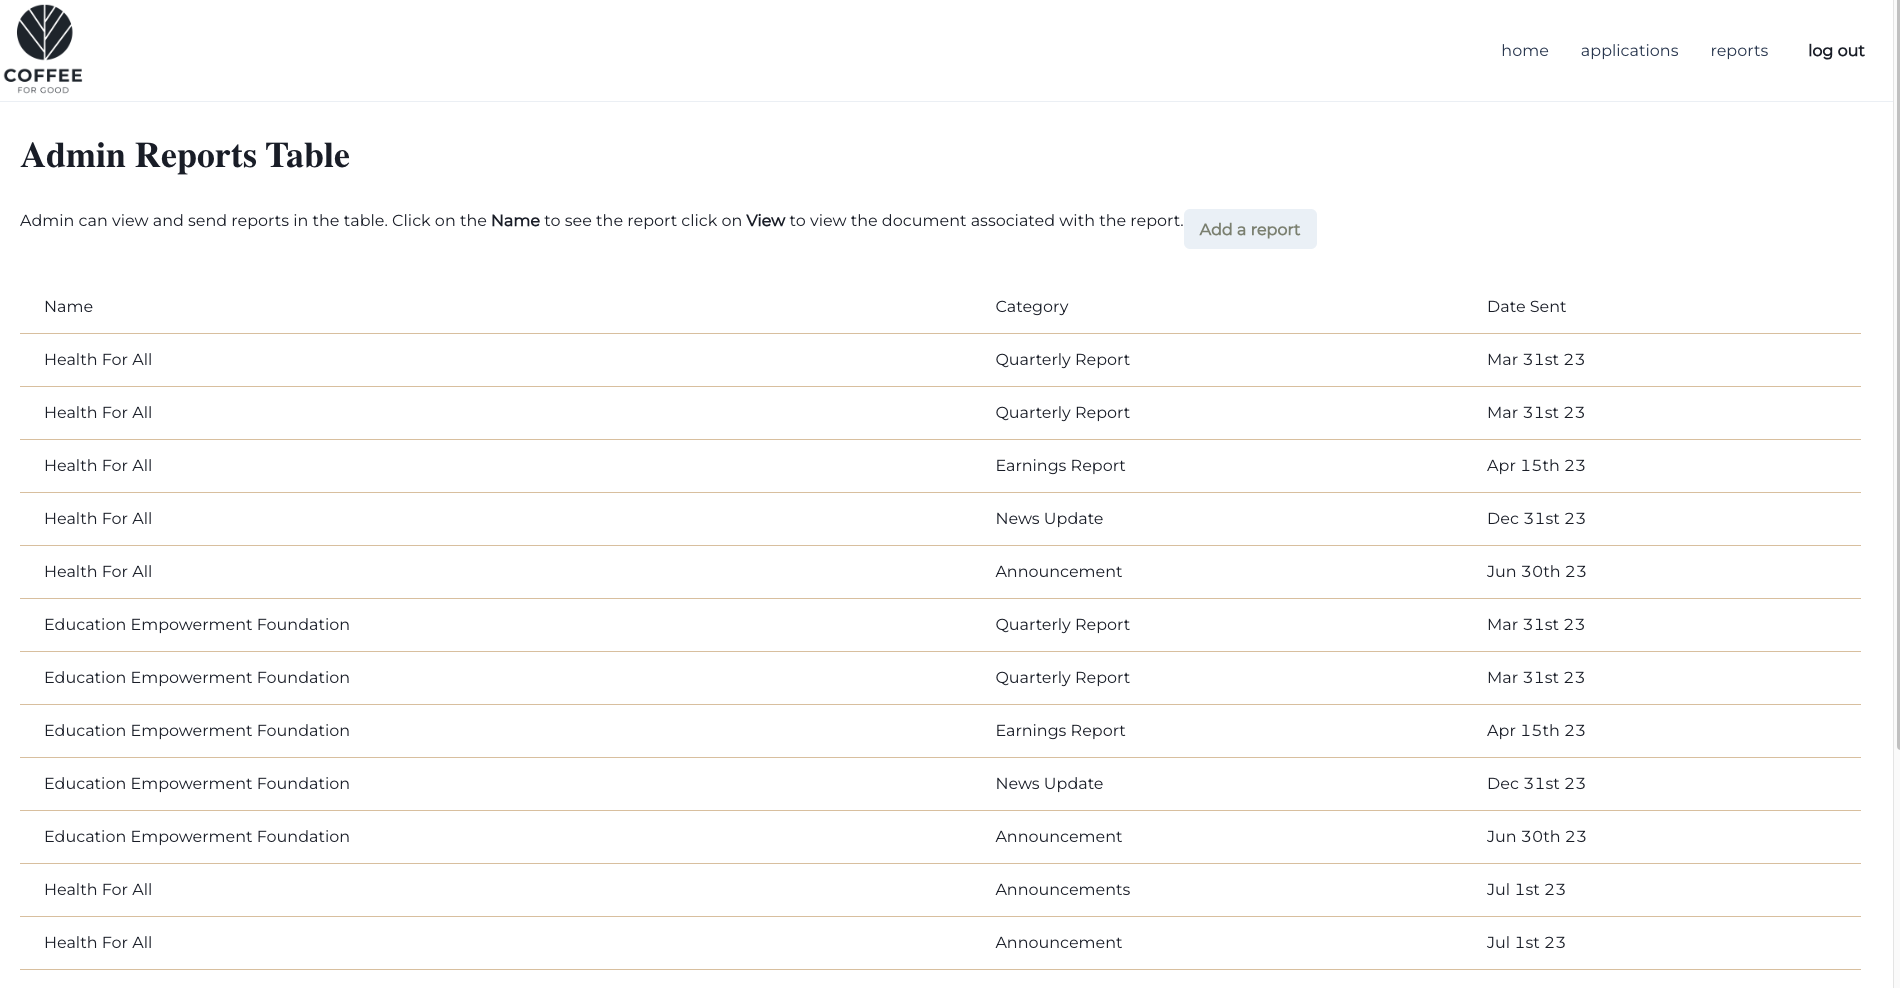 COFFEE
FOR GOOD
home applications reports log out
Admin Reports Table
Admin can view and send reports in the table. Click on the Name to see the report click on View to view the document associated with the report. Add a report
Name Category Date Sent
Health For All Quarterly Report Mar 31st 23
Health For All Quarterly Report Mar 31st 23
Health For All Earnings Report Apr 15th 23
Health For All News Update Dec 31st 23
Health For All Announcement Jun 30th 23
Education Empowerment Foundation Quarterly Report Mar 31st 23
Education Empowerment Foundation Quarterly Report Mar 31st 23
Education Empowerment Foundation Earnings Report Apr 15th 23
Education Empowerment Foundation News Update Dec 31st 23
Education Empowerment Foundation Announcement Jun 30th 23
Health For All Announcements Jul 1st 23
Health For All Announcement Jul 1st 23